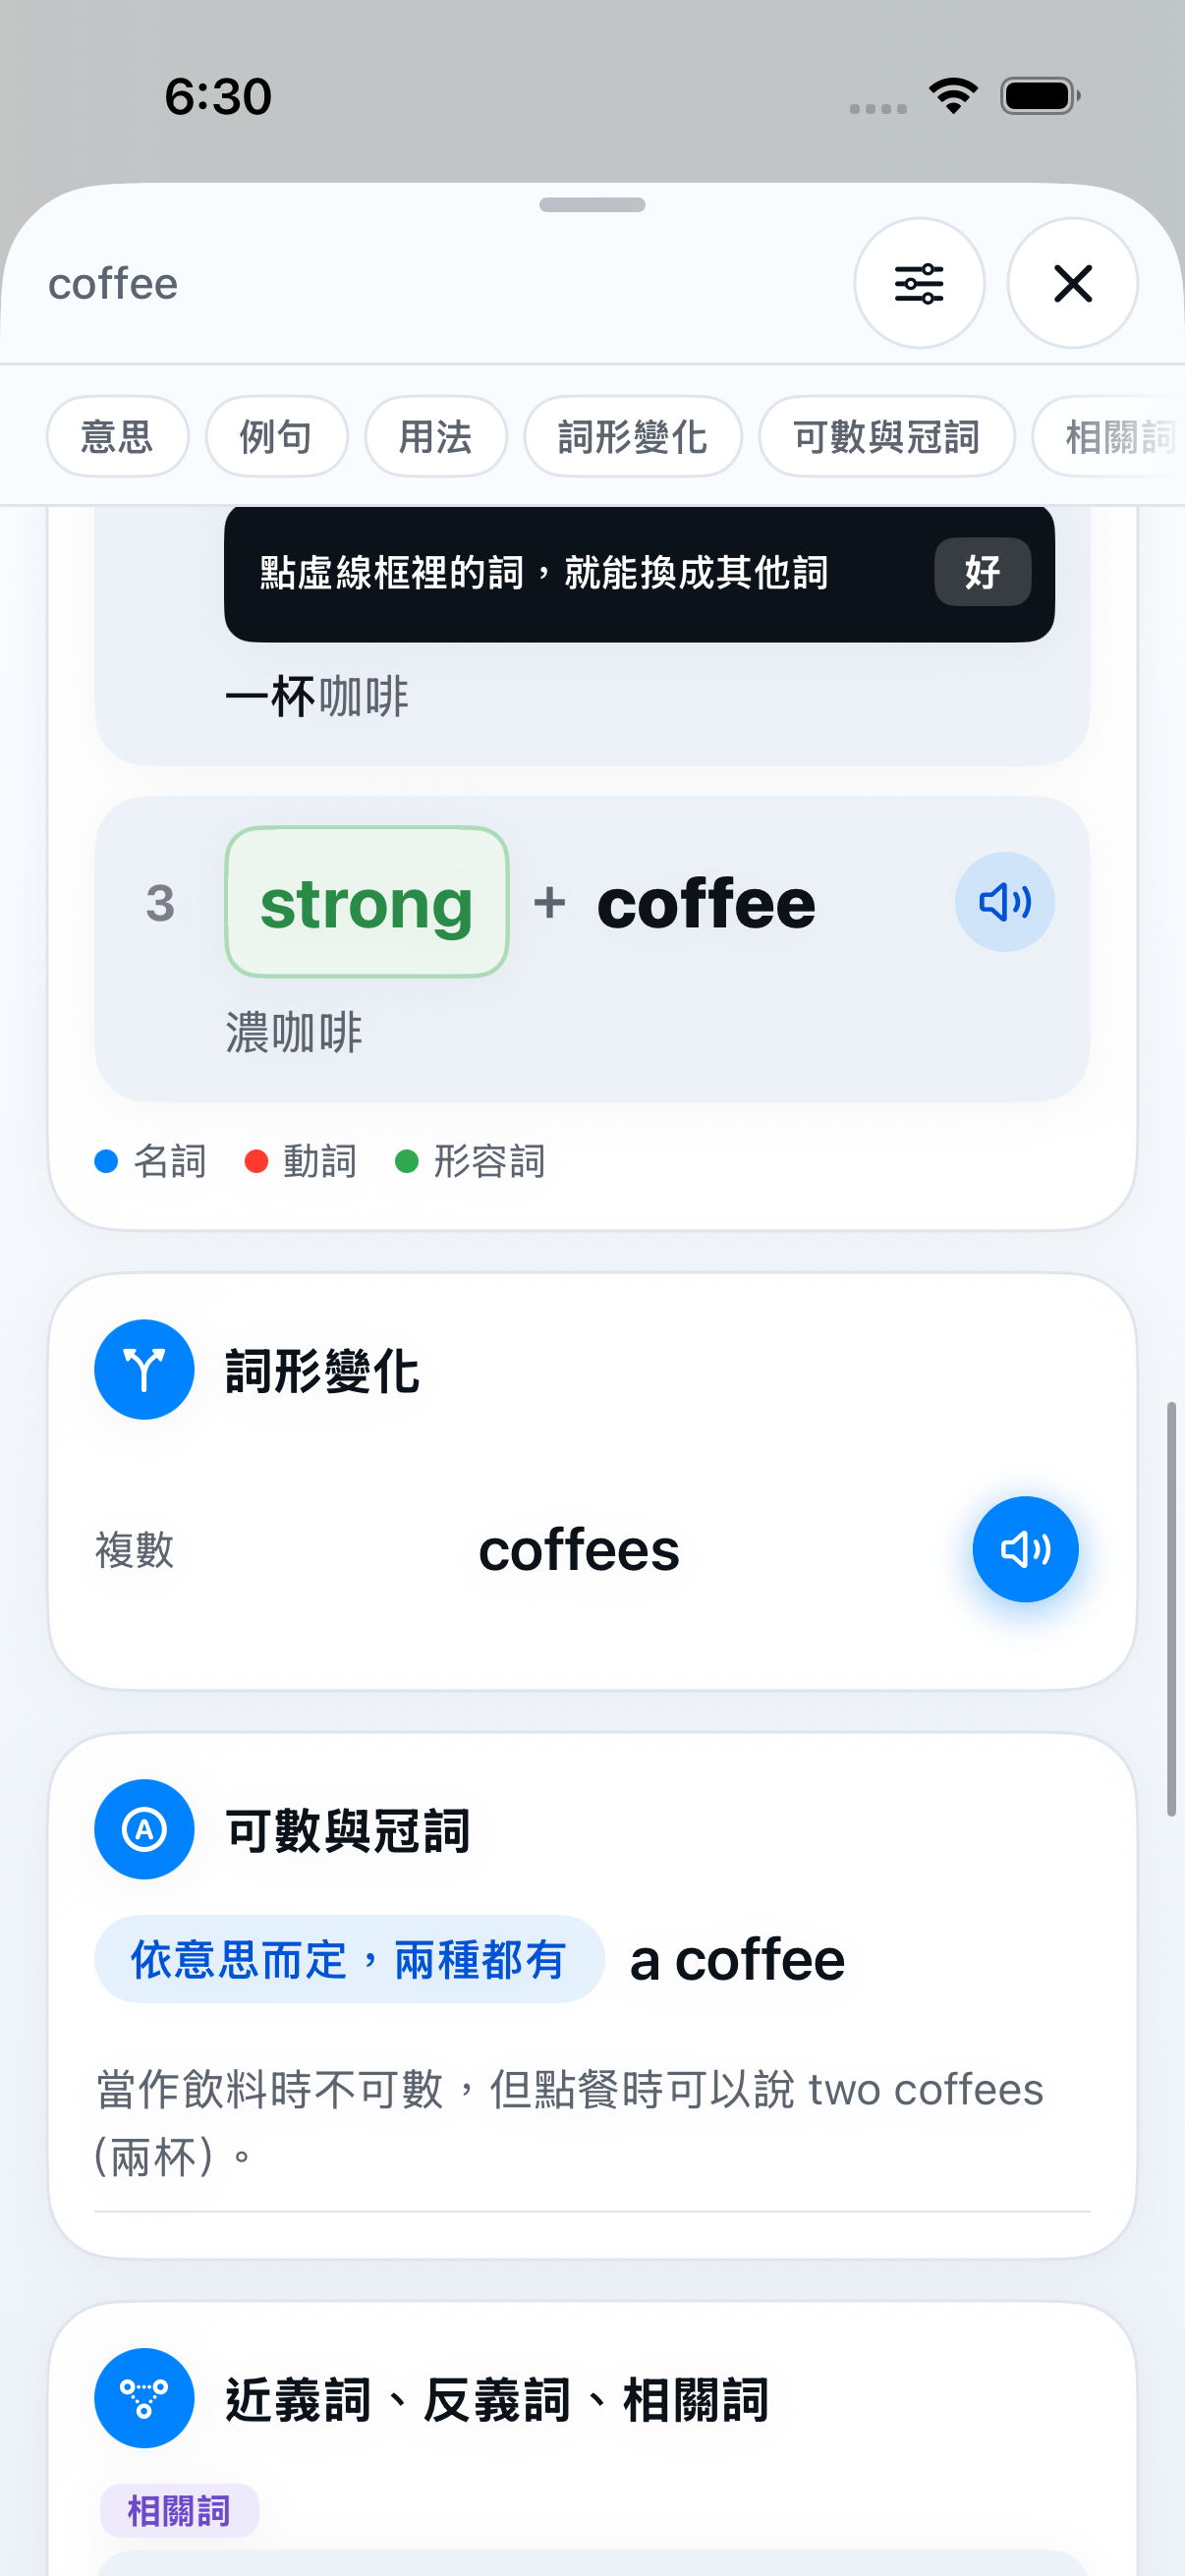 6:30
coffee
意思 例句 用法 詞形變化 可數與冠詞 相關詞
點虛線框裡的詞，就能換成其他詞 好
一杯咖啡
3 strong + coffee
濃咖啡
名詞 動詞 形容詞
詞形變化
複數 coffees
可數與冠詞
依意思而定，兩種都有 a coffee
當作飲料時不可數，但點餐時可以說 two coffees
(兩杯)。
近義詞、反義詞、相關詞
相關詞